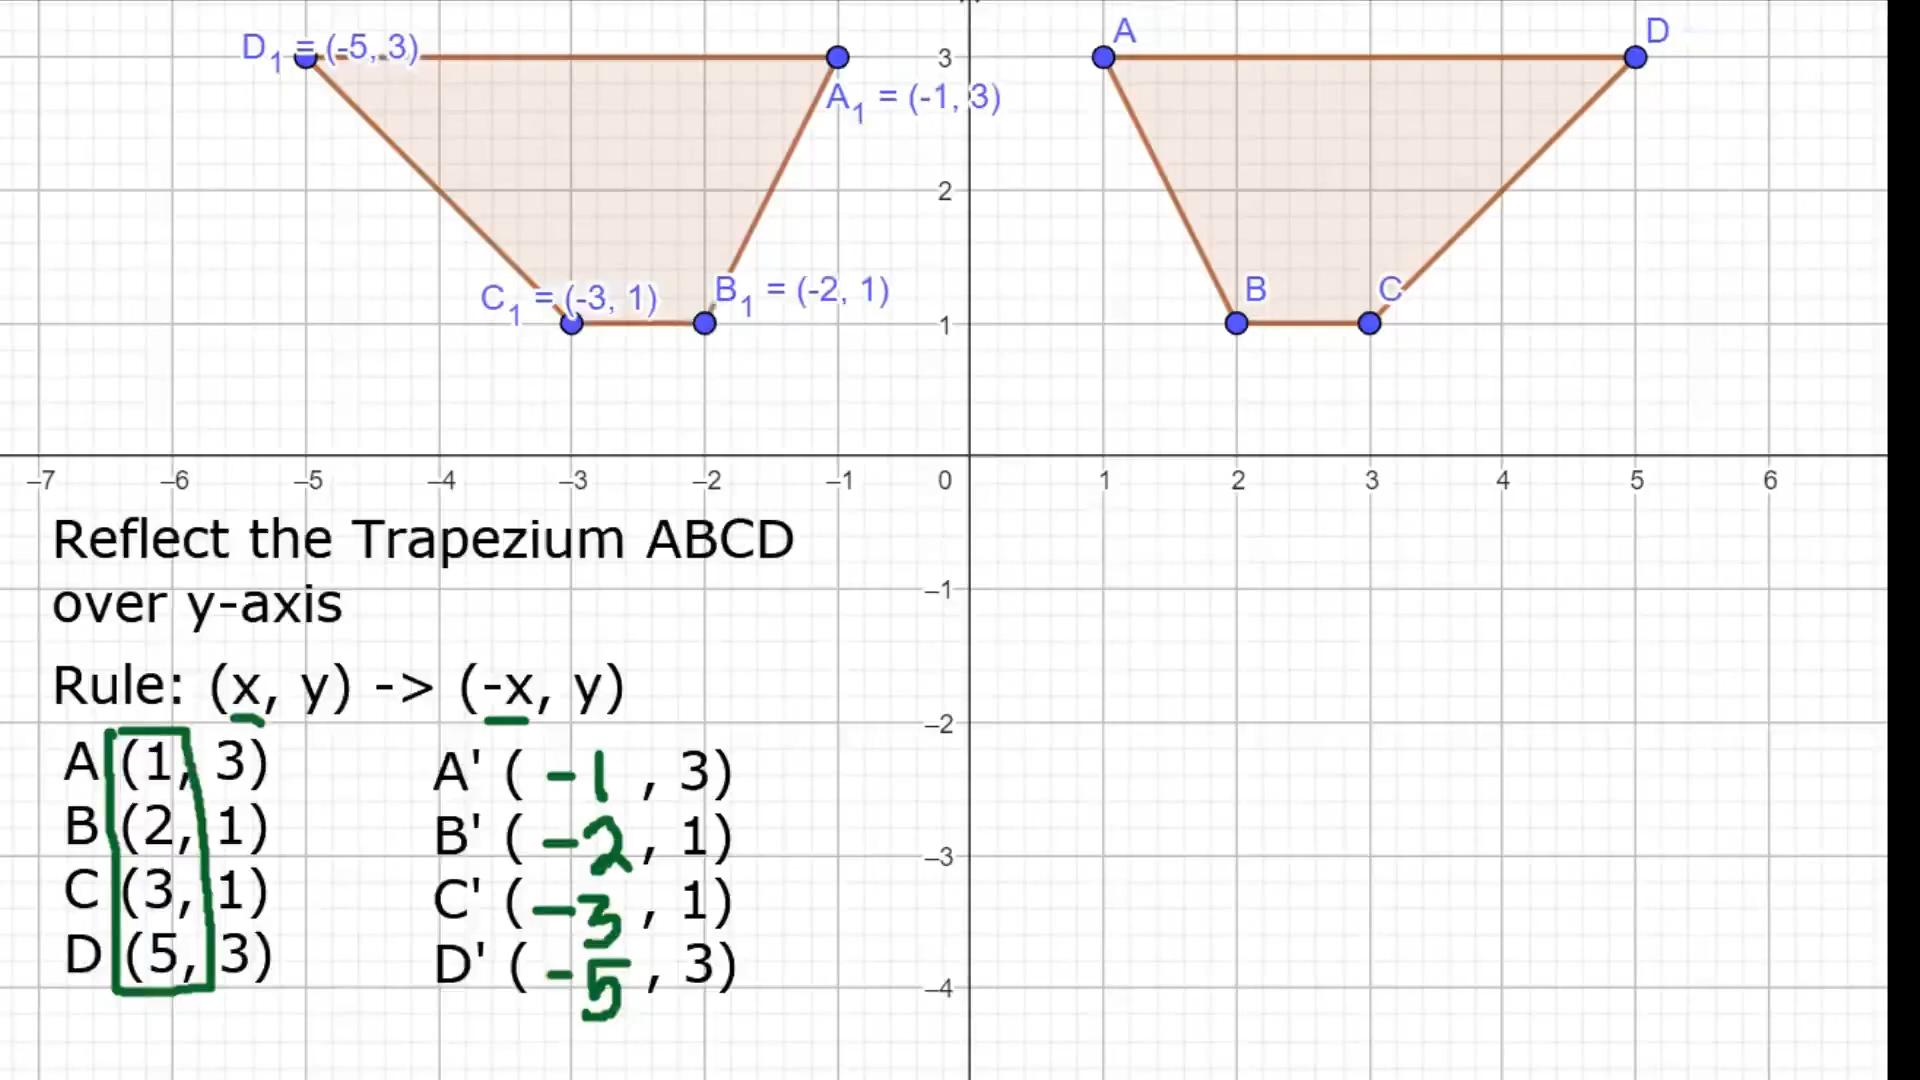 A D
D₁ = (-5, 3) 3
A₁ = (-1, 3)
2
C₁ = (-3, 1) B₁ = (-2, 1) B C
1
–7 –6 –5 –4 –3 –2 –1 0 1 2 3 4 5 6
Reflect the Trapezium ABCD
over y-axis
–1
Rule: (x, y) -> (-x, y)
–2
A (1, 3) A' ( -1 , 3)
B (2, 1) B' ( -2 , 1)
–3
C (3, 1) C' ( -3 , 1)
D (5, 3) D' ( -5 , 3)
–4